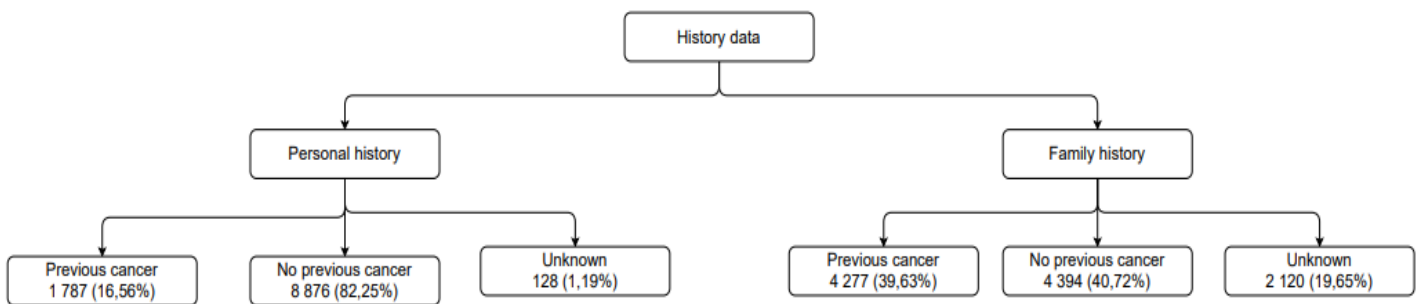 History data
Personal history
Family history
Previous cancer
1 787 (16,56%)
No previous cancer
8 876 (82,25%)
Unknown
128 (1,19%)
Previous cancer
4 277 (39,63%)
No previous cancer
4 394 (40,72%)
Unknown
2 120 (19,65%)